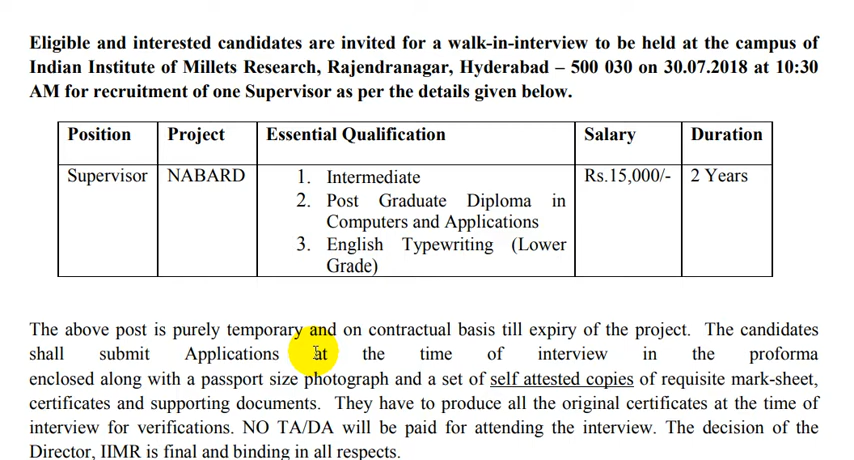 Eligible and interested candidates are invited for a walk-in-interview to be held at the campus of
Indian Institute of Millets Research, Rajendranagar, Hyderabad – 500 030 on 30.07.2018 at 10:30
AM for recruitment of one Supervisor as per the details given below.
Position Project Essential Qualification Salary Duration
Supervisor NABARD 1. Intermediate Rs.15,000/- 2 Years
2. Post Graduate Diploma in
Computers and Applications
3. English Typewriting (Lower
Grade)
The above post is purely temporary and on contractual basis till expiry of the project. The candidates
shall submit Applications at the time of interview in the proforma
enclosed along with a passport size photograph and a set of self attested copies of requisite mark-sheet,
certificates and supporting documents. They have to produce all the original certificates at the time of
interview for verifications. NO TA/DA will be paid for attending the interview. The decision of the
Director, IIMR is final and binding in all respects.